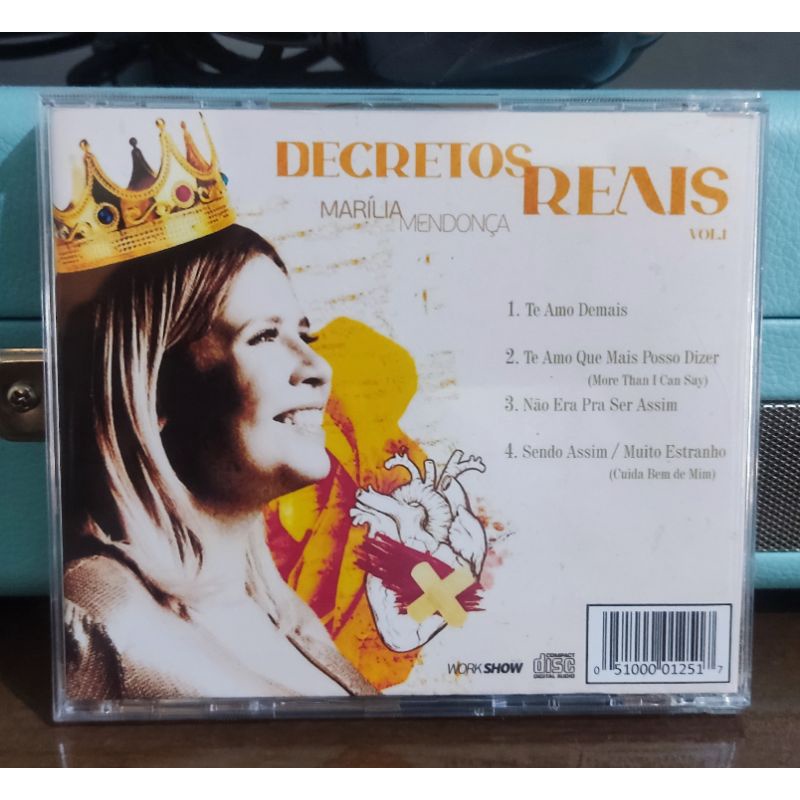 DECRETOS
REAIS
MARÍLIA
MENDONÇA
VOL.1
1. Te Amo Demais
2. Te Amo Que Mais Posso Dizer
(More Than I Can Say)
3. Não Era Pra Ser Assim
4. Sendo Assim / Muito Estranho
(Cuida Bem de Mim)
WORK SHOW
COMPACT
disc
DIGITAL AUDIO
0 51000 01251 7